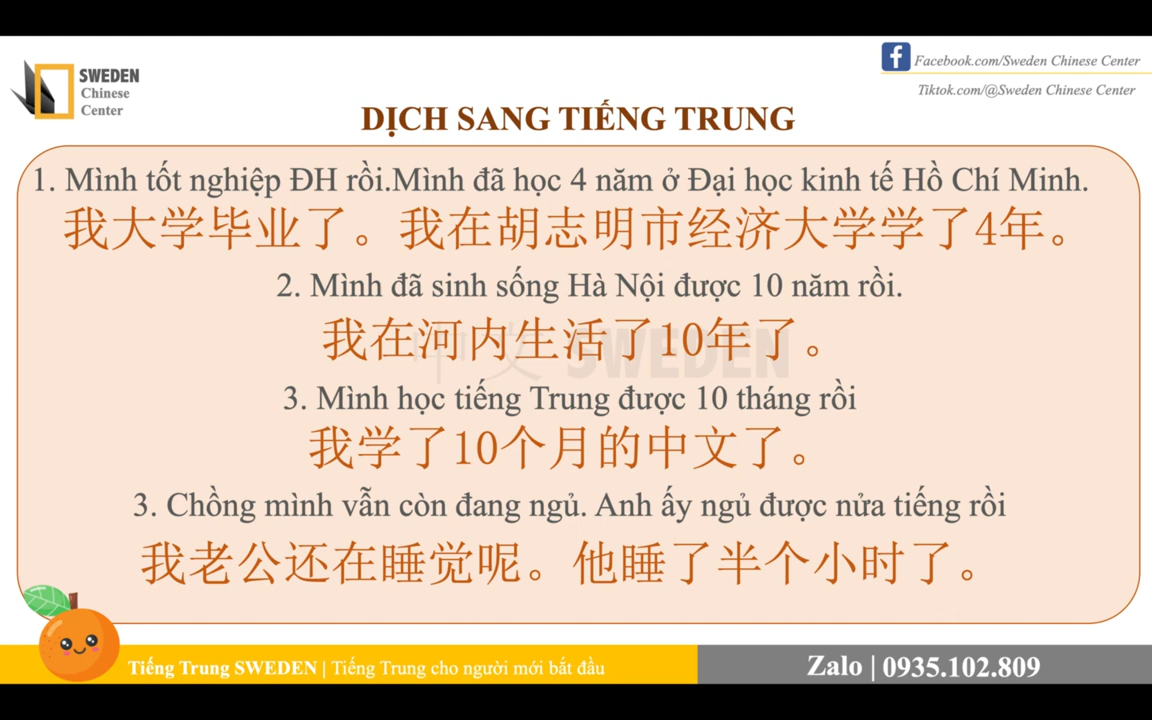 SWEDEN
Chinese
Center
Facebook.com/Sweden Chinese Center
Tiktok.com/@Sweden Chinese Center
DỊCH SANG TIẾNG TRUNG
1. Mình tốt nghiệp ĐH rồi.Mình đã học 4 năm ở Đại học kinh tế Hồ Chí Minh.
我大学毕业了。我在胡志明市经济大学学了4年。
2. Mình đã sinh sống Hà Nội được 10 năm rồi.
我在河内生活了10年了。
中文 SWEDEN
3. Mình học tiếng Trung được 10 tháng rồi
我学了10个月的中文了。
3. Chồng mình vẫn còn đang ngủ. Anh ấy ngủ được nửa tiếng rồi
我老公还在睡觉呢。他睡了半个小时了。
Tiếng Trung SWEDEN | Tiếng Trung cho người mới bắt đầu
Zalo | 0935.102.809